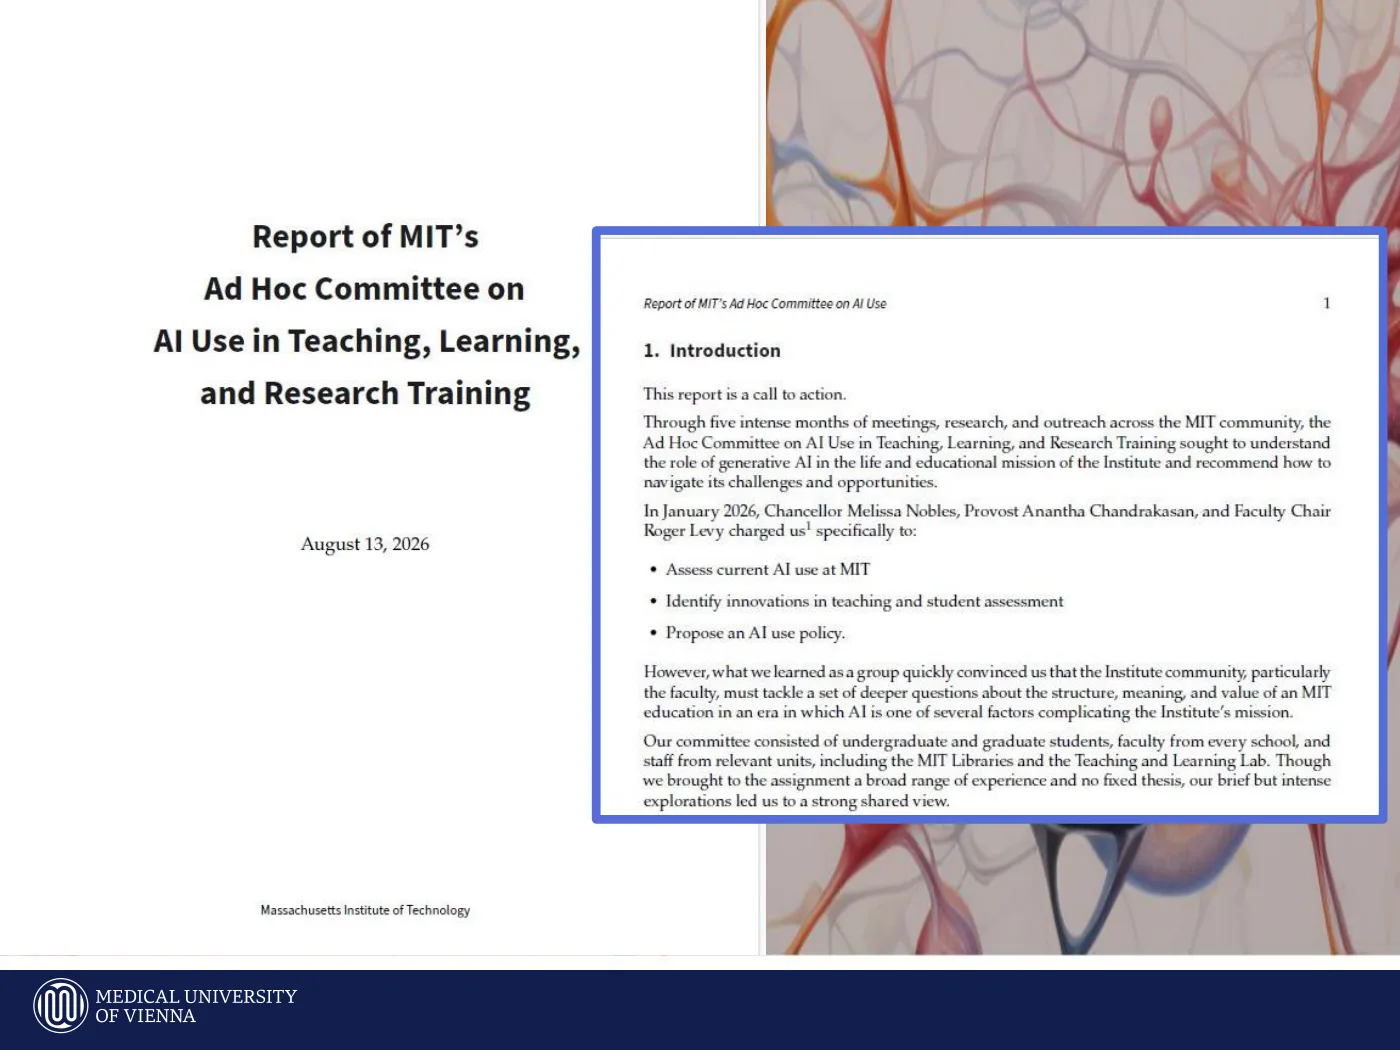 Report of MIT's
Ad Hoc Committee on
AI Use in Teaching, Learning,
and Research Training
August 13, 2026
Massachusetts Institute of Technology
Report of MIT's Ad Hoc Committee on AI Use 1
1. Introduction
This report is a call to action.
Through five intense months of meetings, research, and outreach across the MIT community, the
Ad Hoc Committee on AI Use in Teaching, Learning, and Research Training sought to understand
the role of generative AI in the life and educational mission of the Institute and recommend how to
navigate its challenges and opportunities.
In January 2026, Chancellor Melissa Nobles, Provost Anantha Chandrakasan, and Faculty Chair
Roger Levy charged us1 specifically to:
• Assess current AI use at MIT
• Identify innovations in teaching and student assessment
• Propose an AI use policy.
However, what we learned as a group quickly convinced us that the Institute community, particularly
the faculty, must tackle a set of deeper questions about the structure, meaning, and value of an MIT
education in an era in which AI is one of several factors complicating the Institute's mission.
Our committee consisted of undergraduate and graduate students, faculty from every school, and
staff from relevant units, including the MIT Libraries and the Teaching and Learning Lab. Though
we brought to the assignment a broad range of experience and no fixed thesis, our brief but intense
explorations led us to a strong shared view.
MEDICAL UNIVERSITY
OF VIENNA